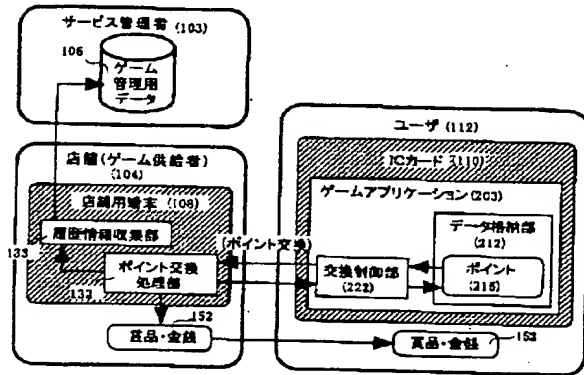 サービス管理者 (103)
106
ゲーム
管理用
データ
店舗(ゲーム供給者)
(104)
店舗用端末 (108)
133
履歴情報収集部
ポイント交換
処理部
132
152
賞品・金銭
(ポイント交換)
ユーザ (112)
ICカード (110)
ゲームアプリケーション (203)
データ格納部
(212)
交換制御部
(222)
ポイント
(215)
賞品・金銭
152